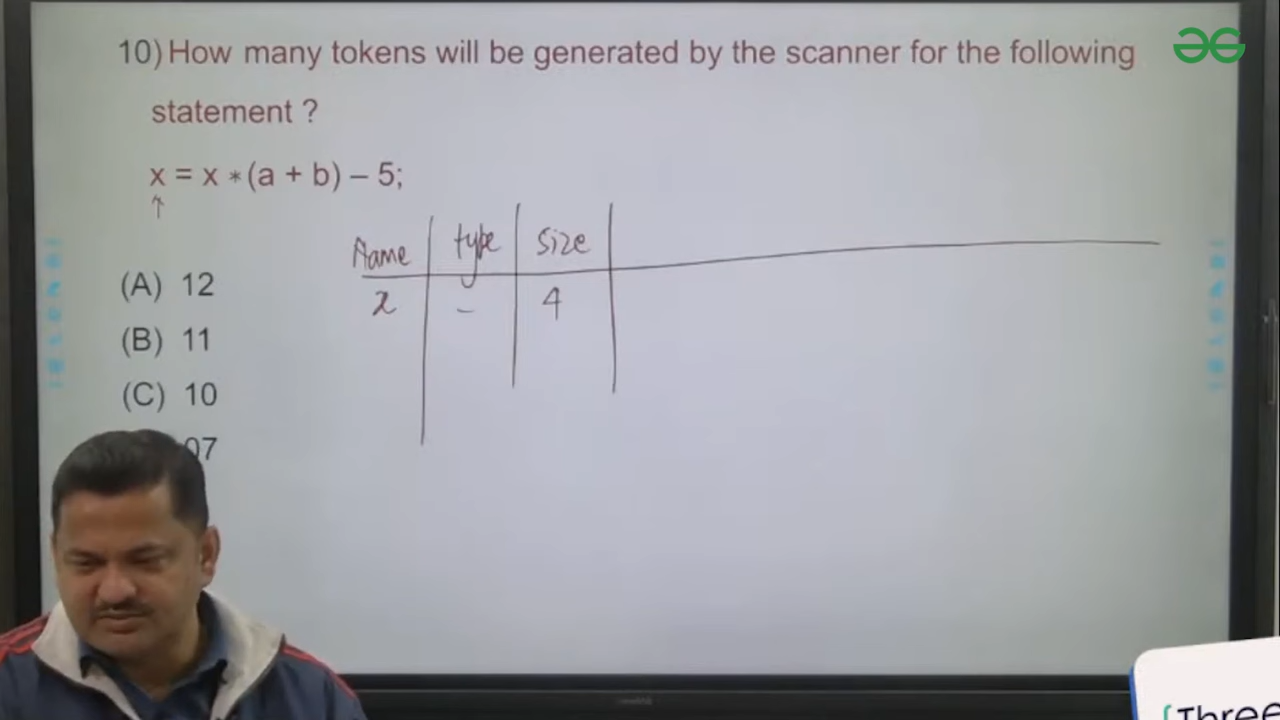 10) How many tokens will be generated by the scanner for the following
statement ?
x = x * (a + b) – 5;
↑
Name type size
x - 4
(A) 12
(B) 11
(C) 10
07
{Three